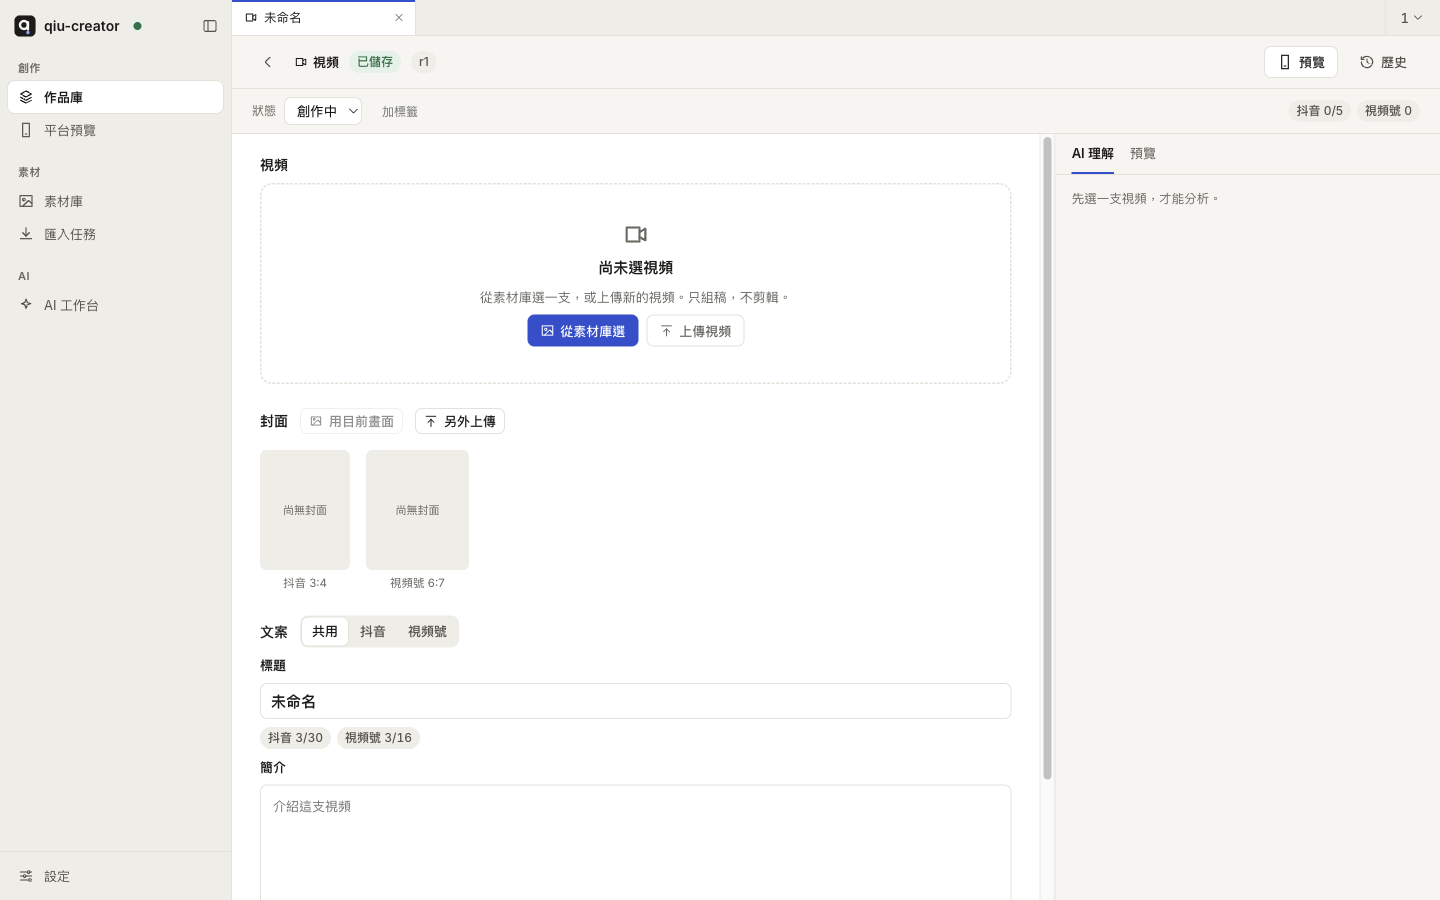 qiu-creator
創作
作品庫
平台預覽
素材
素材庫
匯入任務
AI
AI 工作台
設定
未命名
1
視頻 已儲存 r1
預覽 歷史
狀態 創作中 加標籤
抖音 0/5 視頻號 0
視頻
尚未選視頻
從素材庫選一支，或上傳新的視頻。只組稿，不剪輯。
從素材庫選 上傳視頻
封面 用目前畫面 另外上傳
尚無封面 尚無封面
抖音 3:4 視頻號 6:7
文案 共用 抖音 視頻號
標題
未命名
抖音 3/30 視頻號 3/16
簡介
介紹這支視頻
AI 理解 預覽
先選一支視頻，才能分析。